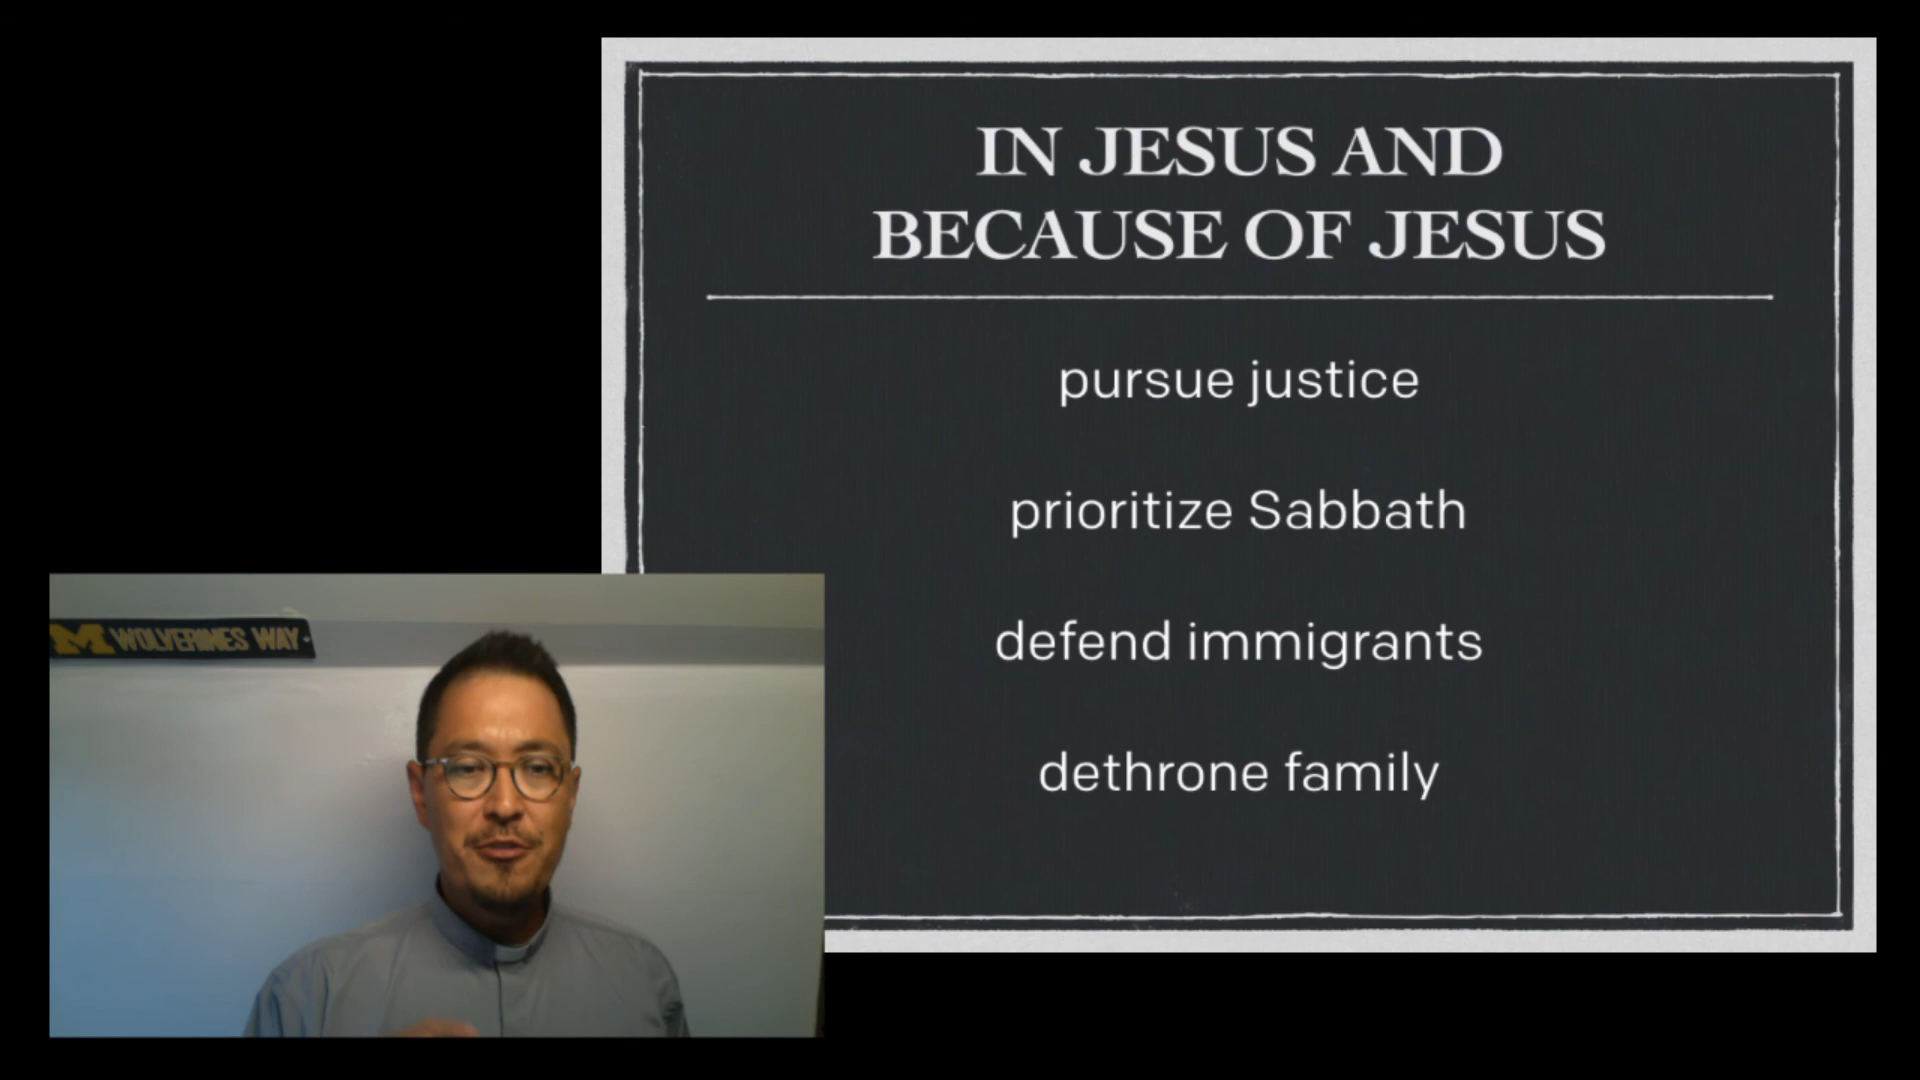 IN JESUS AND
BECAUSE OF JESUS
pursue justice
prioritize Sabbath
defend immigrants
dethrone family
M WOLVERINES WAY